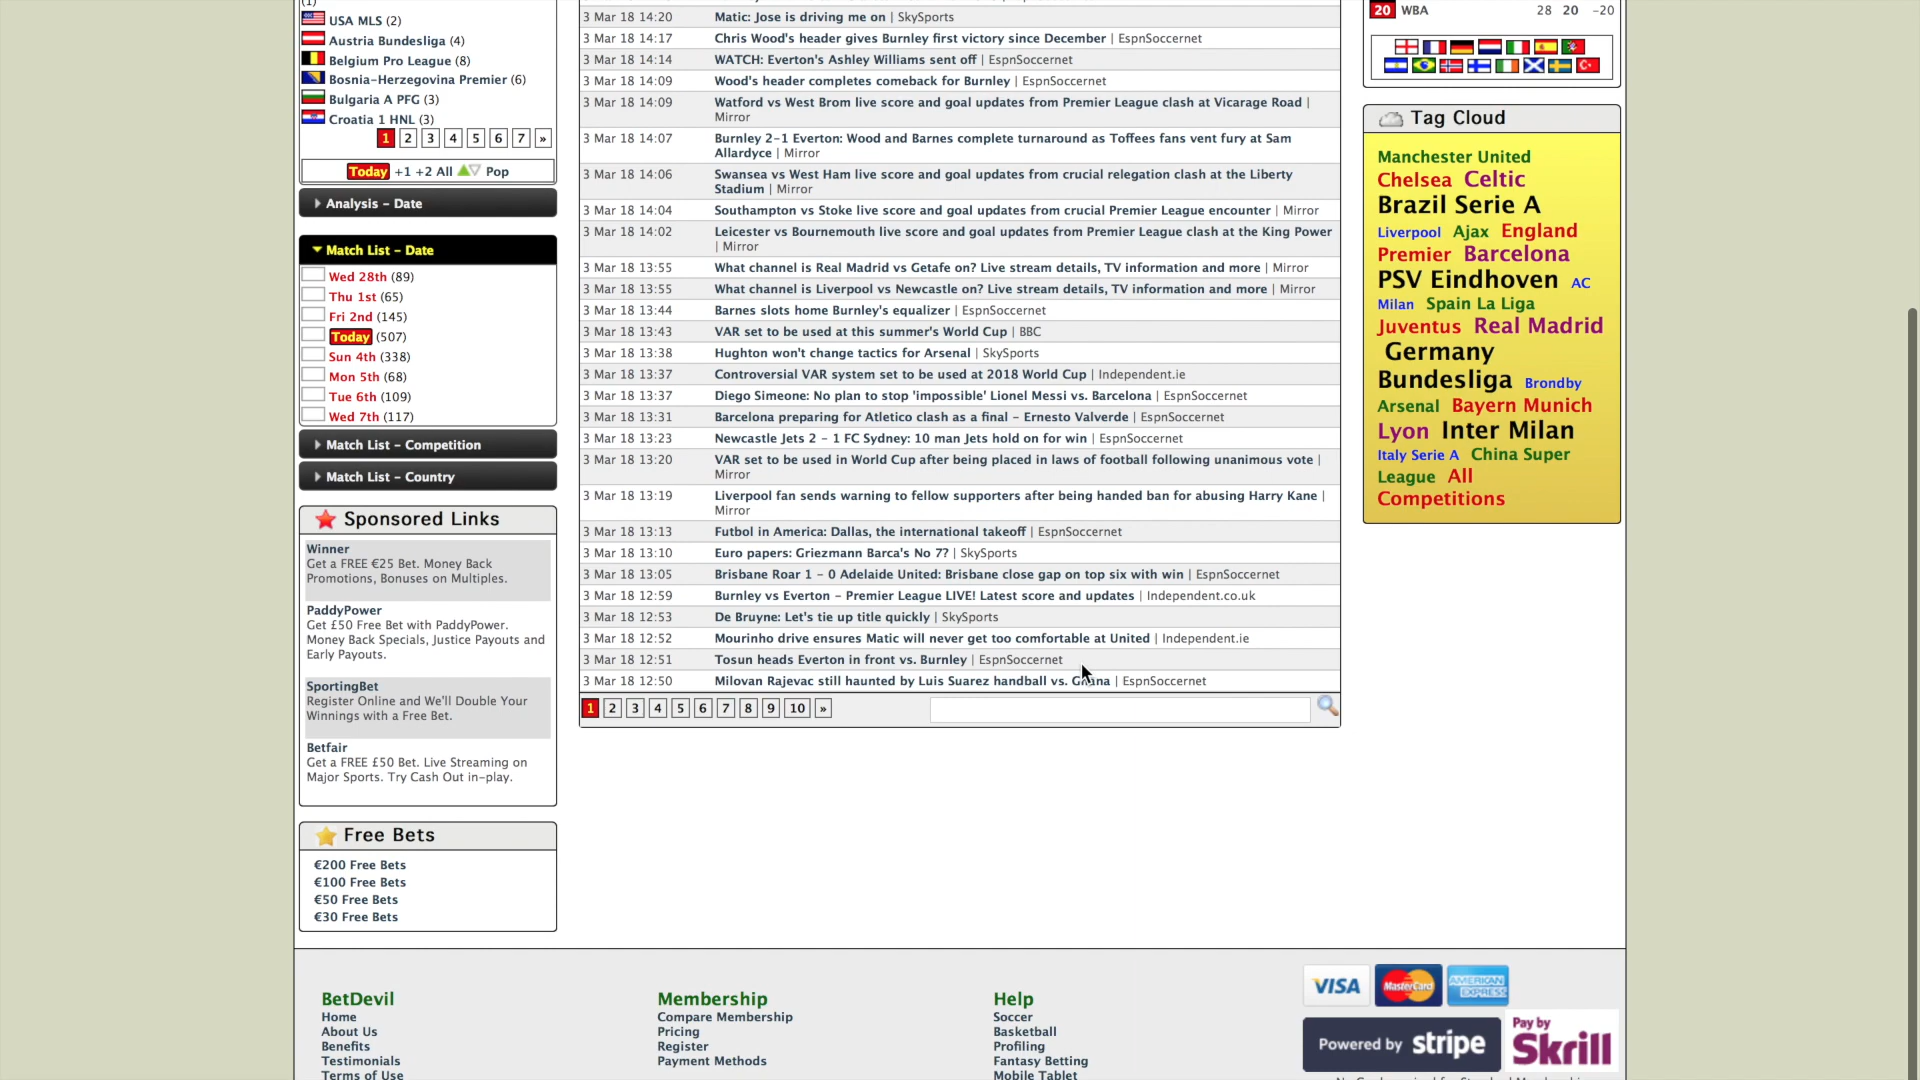 (1)
USA MLS (2)
Austria Bundesliga (4)
Belgium Pro League (8)
Bosnia-Herzegovina Premier (6)
Bulgaria A PFG (3)
Croatia 1 HNL (3)
1 2 3 4 5 6 7 »
Today +1 +2 All Pop
Analysis - Date
Match List - Date
Wed 28th (89)
Thu 1st (65)
Fri 2nd (145)
Today (507)
Sun 4th (338)
Mon 5th (68)
Tue 6th (109)
Wed 7th (117)
Match List - Competition
Match List - Country
Sponsored Links
Winner
Get a FREE €25 Bet. Money Back
Promotions, Bonuses on Multiples.
PaddyPower
Get £50 Free Bet with PaddyPower.
Money Back Specials, Justice Payouts and
Early Payouts.
SportingBet
Register Online and We'll Double Your
Winnings with a Free Bet.
Betfair
Get a FREE £50 Bet. Live Streaming on
Major Sports. Try Cash Out in-play.
Free Bets
€200 Free Bets
€100 Free Bets
€50 Free Bets
€30 Free Bets
3 Mar 18 14:20 Matic: Jose is driving me on | SkySports
3 Mar 18 14:17 Chris Wood's header gives Burnley first victory since December | EspnSoccernet
3 Mar 18 14:14 WATCH: Everton's Ashley Williams sent off | EspnSoccernet
3 Mar 18 14:09 Wood's header completes comeback for Burnley | EspnSoccernet
3 Mar 18 14:09 Watford vs West Brom live score and goal updates from Premier League clash at Vicarage Road |
Mirror
3 Mar 18 14:07 Burnley 2-1 Everton: Wood and Barnes complete turnaround as Toffees fans vent fury at Sam
Allardyce | Mirror
3 Mar 18 14:06 Swansea vs West Ham live score and goal updates from crucial relegation clash at the Liberty
Stadium | Mirror
3 Mar 18 14:04 Southampton vs Stoke live score and goal updates from crucial Premier League encounter | Mirror
3 Mar 18 14:02 Leicester vs Bournemouth live score and goal updates from Premier League clash at the King Power
| Mirror
3 Mar 18 13:55 What channel is Real Madrid vs Getafe on? Live stream details, TV information and more | Mirror
3 Mar 18 13:55 What channel is Liverpool vs Newcastle on? Live stream details, TV information and more | Mirror
3 Mar 18 13:44 Barnes slots home Burnley's equalizer | EspnSoccernet
3 Mar 18 13:43 VAR set to be used at this summer's World Cup | BBC
3 Mar 18 13:38 Hughton won't change tactics for Arsenal | SkySports
3 Mar 18 13:37 Controversial VAR system set to be used at 2018 World Cup | Independent.ie
3 Mar 18 13:37 Diego Simeone: No plan to stop 'impossible' Lionel Messi vs. Barcelona | EspnSoccernet
3 Mar 18 13:31 Barcelona preparing for Atletico clash as a final - Ernesto Valverde | EspnSoccernet
3 Mar 18 13:23 Newcastle Jets 2 - 1 FC Sydney: 10 man Jets hold on for win | EspnSoccernet
3 Mar 18 13:20 VAR set to be used in World Cup after being placed in laws of football following unanimous vote |
Mirror
3 Mar 18 13:19 Liverpool fan sends warning to fellow supporters after being handed ban for abusing Harry Kane |
Mirror
3 Mar 18 13:13 Futbol in America: Dallas, the international takeoff | EspnSoccernet
3 Mar 18 13:10 Euro papers: Griezmann Barca's No 7? | SkySports
3 Mar 18 13:05 Brisbane Roar 1 - 0 Adelaide United: Brisbane close gap on top six with win | EspnSoccernet
3 Mar 18 12:59 Burnley vs Everton - Premier League LIVE! Latest score and updates | Independent.co.uk
3 Mar 18 12:53 De Bruyne: Let's tie up title quickly | SkySports
3 Mar 18 12:52 Mourinho drive ensures Matic will never get too comfortable at United | Independent.ie
3 Mar 18 12:51 Tosun heads Everton in front vs. Burnley | EspnSoccernet
3 Mar 18 12:50 Milovan Rajevac still haunted by Luis Suarez handball vs. Ghana | EspnSoccernet
1 2 3 4 5 6 7 8 9 10 »
20 WBA 28 20 -20
Tag Cloud
Manchester United
Chelsea Celtic
Brazil Serie A
Liverpool Ajax England
Premier Barcelona
PSV Eindhoven AC
Milan Spain La Liga
Juventus Real Madrid
Germany
Bundesliga Brondby
Arsenal Bayern Munich
Lyon Inter Milan
Italy Serie A China Super
League All
Competitions
BetDevil
Home
About Us
Benefits
Testimonials
Terms of Use
Membership
Compare Membership
Pricing
Register
Payment Methods
Help
Soccer
Basketball
Profiling
Fantasy Betting
Mobile Tablet
VISA MasterCard AMERICAN EXPRESS
Powered by stripe
Pay by
Skrill